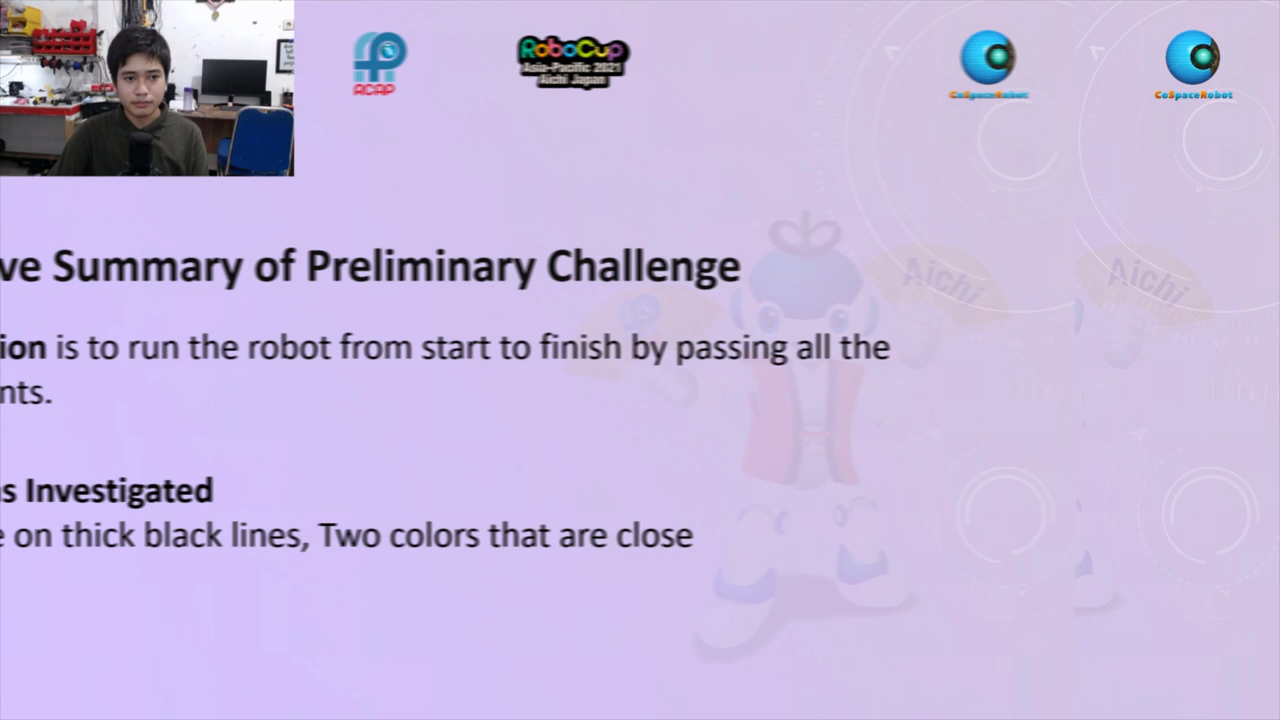 ACAP
RoboCup
Asia-Pacific 2021
Aichi Japan
CoSpaceRobot
CoSpaceRobot
ve Summary of Preliminary Challenge
Aichi
Aichi
ion is to run the robot from start to finish by passing all the
nts.
s Investigated
e on thick black lines, Two colors that are close